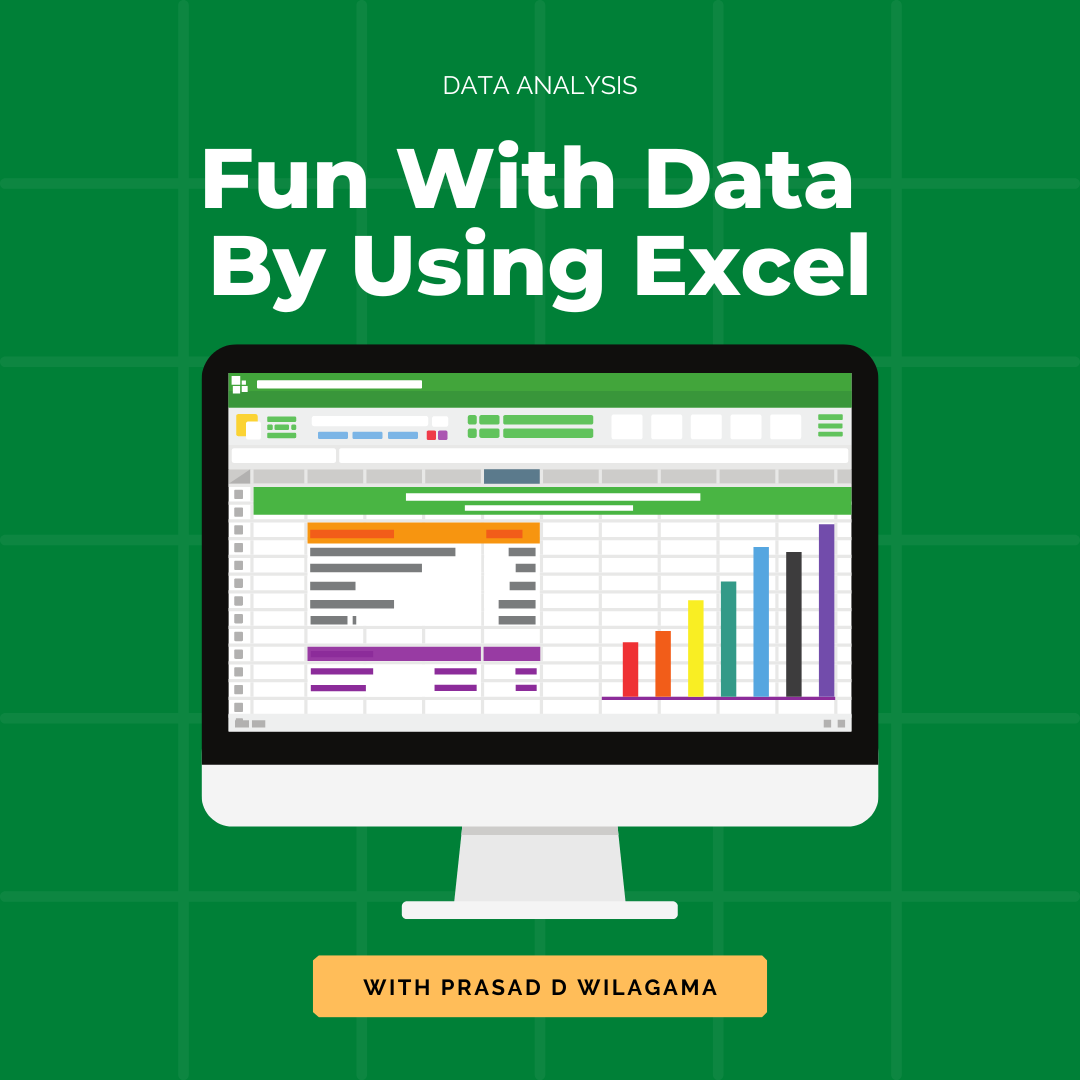 DATA ANALYSIS
Fun With Data
By Using Excel
WITH PRASAD D WILAGAMA